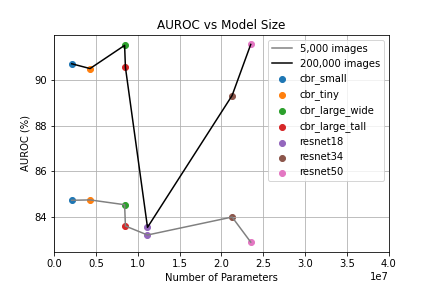 AUROC vs Model Size
5,000 images
200,000 images
cbr_small
cbr_tiny
cbr_large_wide
cbr_large_tall
resnet18
resnet34
resnet50
AUROC (%)
90
88
86
84
0.0 0.5 1.0 1.5 2.0 2.5 3.0 3.5 4.0
1e7
Number of Parameters